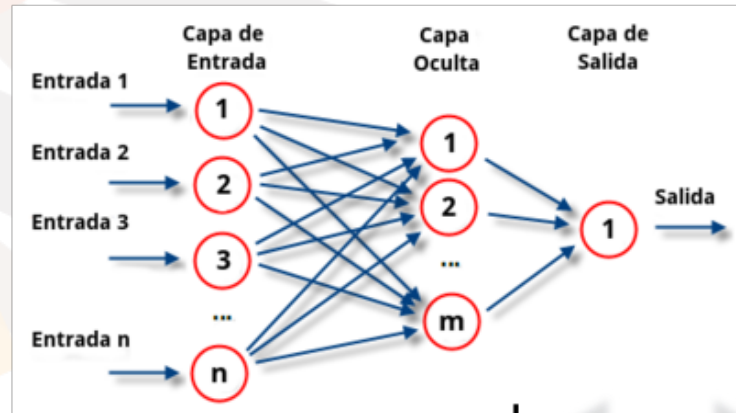 Capa de
Entrada
Capa
Oculta
Capa de
Salida
Entrada 1
1
Entrada 2
2
Entrada 3
3
...
Entrada n
n
1
2
...
m
1
Salida